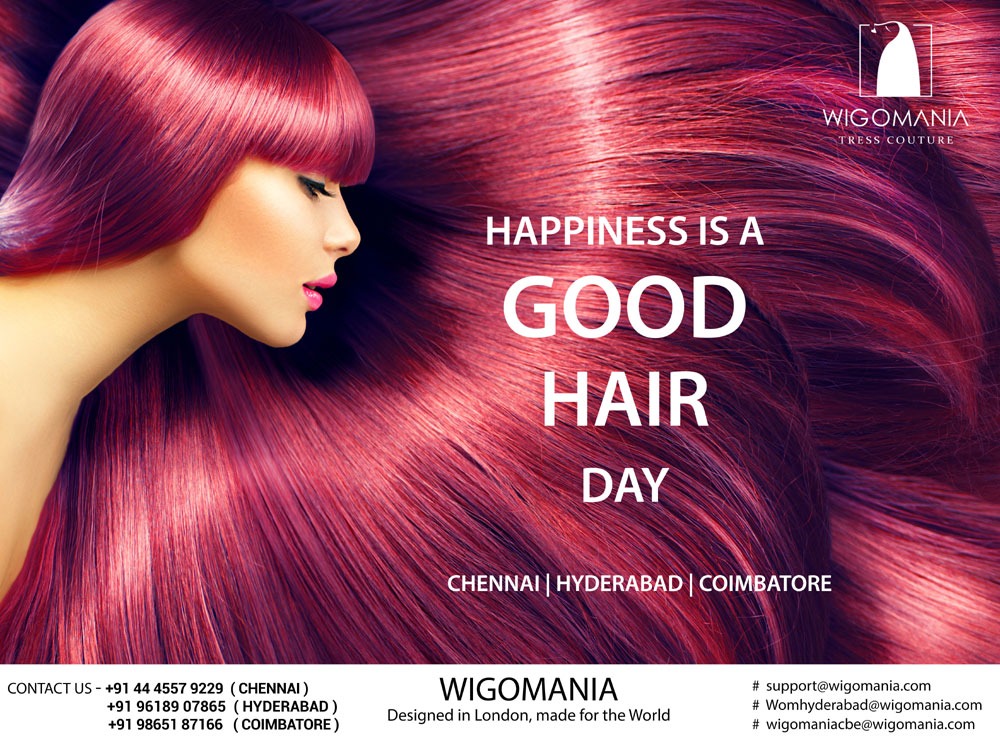 WIGOMANIA
TRESS COUTURE
HAPPINESS IS A
GOOD
HAIR
DAY
CHENNAI | HYDERABAD | COIMBATORE
CONTACT US - +91 44 4557 9229 ( CHENNAI )
+91 96189 07865 ( HYDERABAD )
+91 98651 87166 ( COIMBATORE )
WIGOMANIA
Designed in London, made for the World
# support@wigomania.com
# Womhyderabad@wigomania.com
# wigomaniacbe@wigomania.com